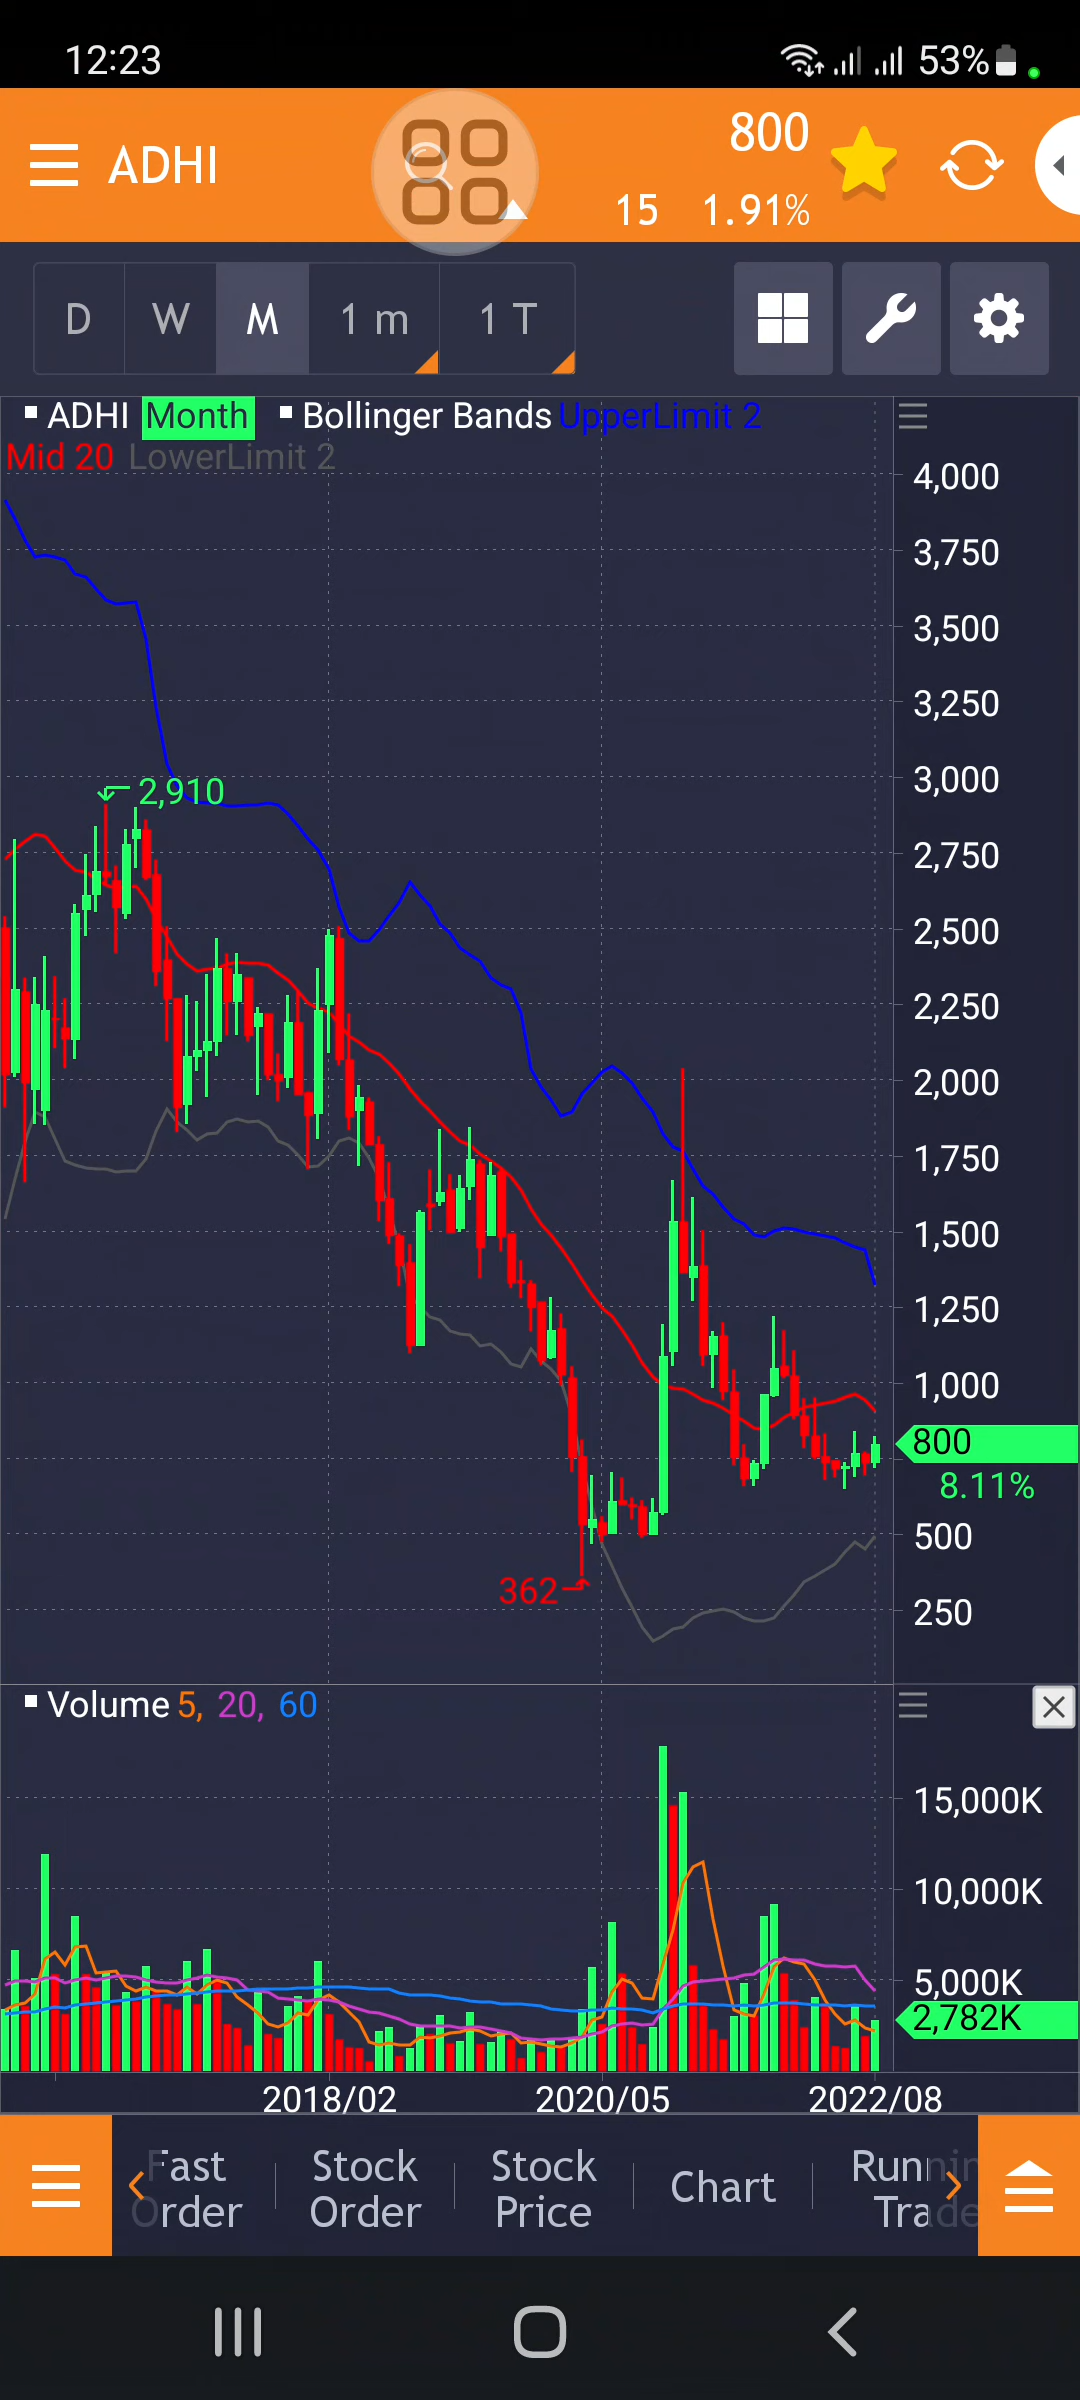 12:23 53%
ADHI 800
15 1.91%
D W M 1 m 1 T
ADHI Month Bollinger Bands UpperLimit 2
Mid 20 LowerLimit 2
4,000
3,750
3,500
3,250
3,000
2,910
2,750
2,500
2,250
2,000
1,750
1,500
1,250
1,000
800
8.11%
500
362
250
Volume 5, 20, 60
15,000K
10,000K
5,000K
2,782K
2018/02 2020/05 2022/08
Fast Order
Stock Order
Stock Price
Chart
Runnin
Trade